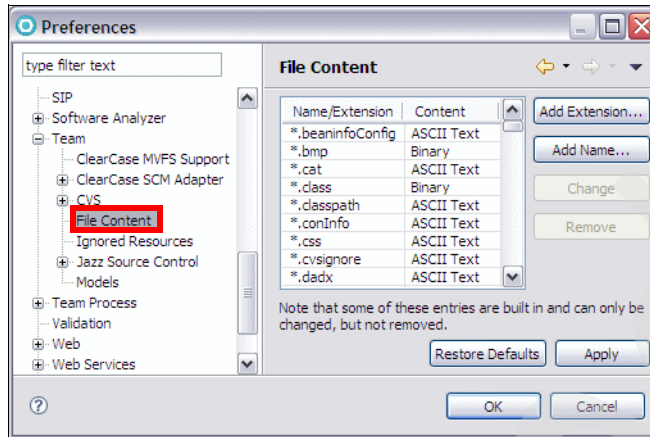 Preferences
type filter text
SIP
Software Analyzer
Team
ClearCase MVFS Support
ClearCase SCM Adapter
CVS
File Content
Ignored Resources
Jazz Source Control
Models
Team Process
Validation
Web
Web Services
File Content
Name/Extension Content
*.beaninfoConfig ASCII Text
*.bmp Binary
*.cat ASCII Text
*.class Binary
*.classpath ASCII Text
*.conInfo ASCII Text
*.css ASCII Text
*.cvsignore ASCII Text
*.dadx ASCII Text
Add Extension...
Add Name...
Change
Remove
Note that some of these entries are built in and can only be
changed, but not removed.
Restore Defaults Apply
OK Cancel